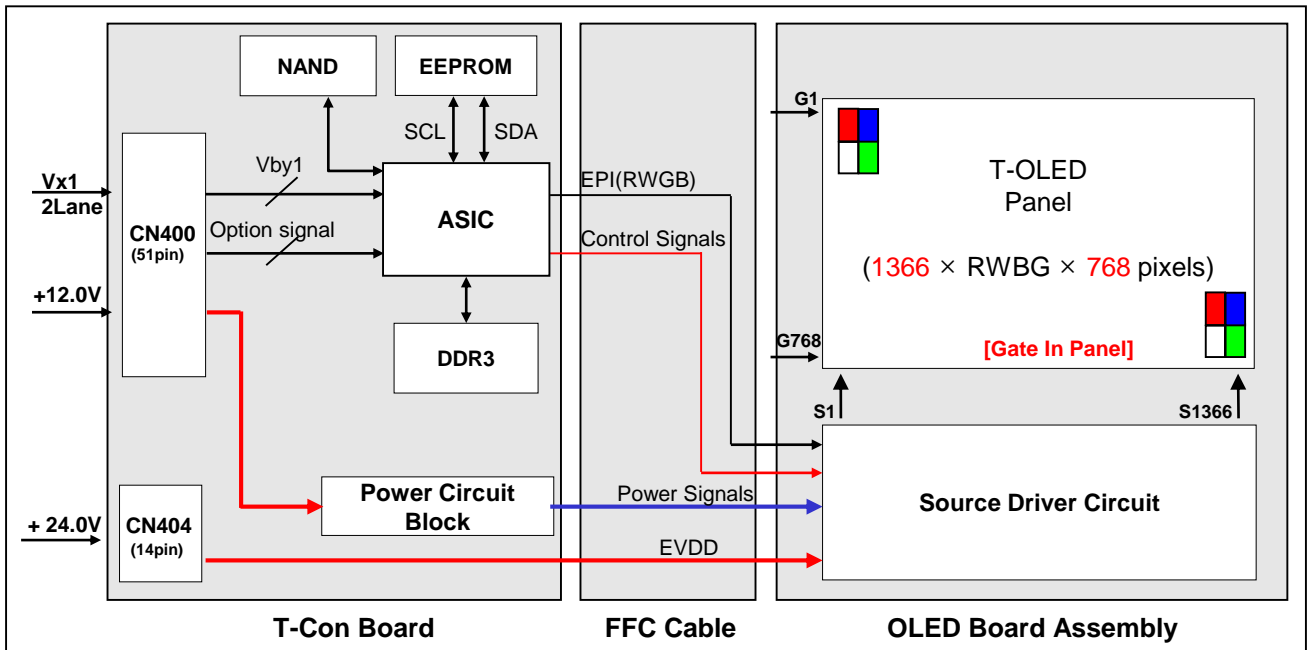 NAND
EEPROM
SCL
SDA
Vx1
2Lane
CN400
(51pin)
Vby1
Option signal
ASIC
+12.0V
DDR3
+ 24.0V
CN404
(14pin)
Power Circuit
Block
EPI(RWGB)
Control Signals
Power Signals
EVDD
G1
T-OLED
Panel
(1366 × RWBG × 768 pixels)
G768
[Gate In Panel]
S1
S1366
Source Driver Circuit
T-Con Board
FFC Cable
OLED Board Assembly